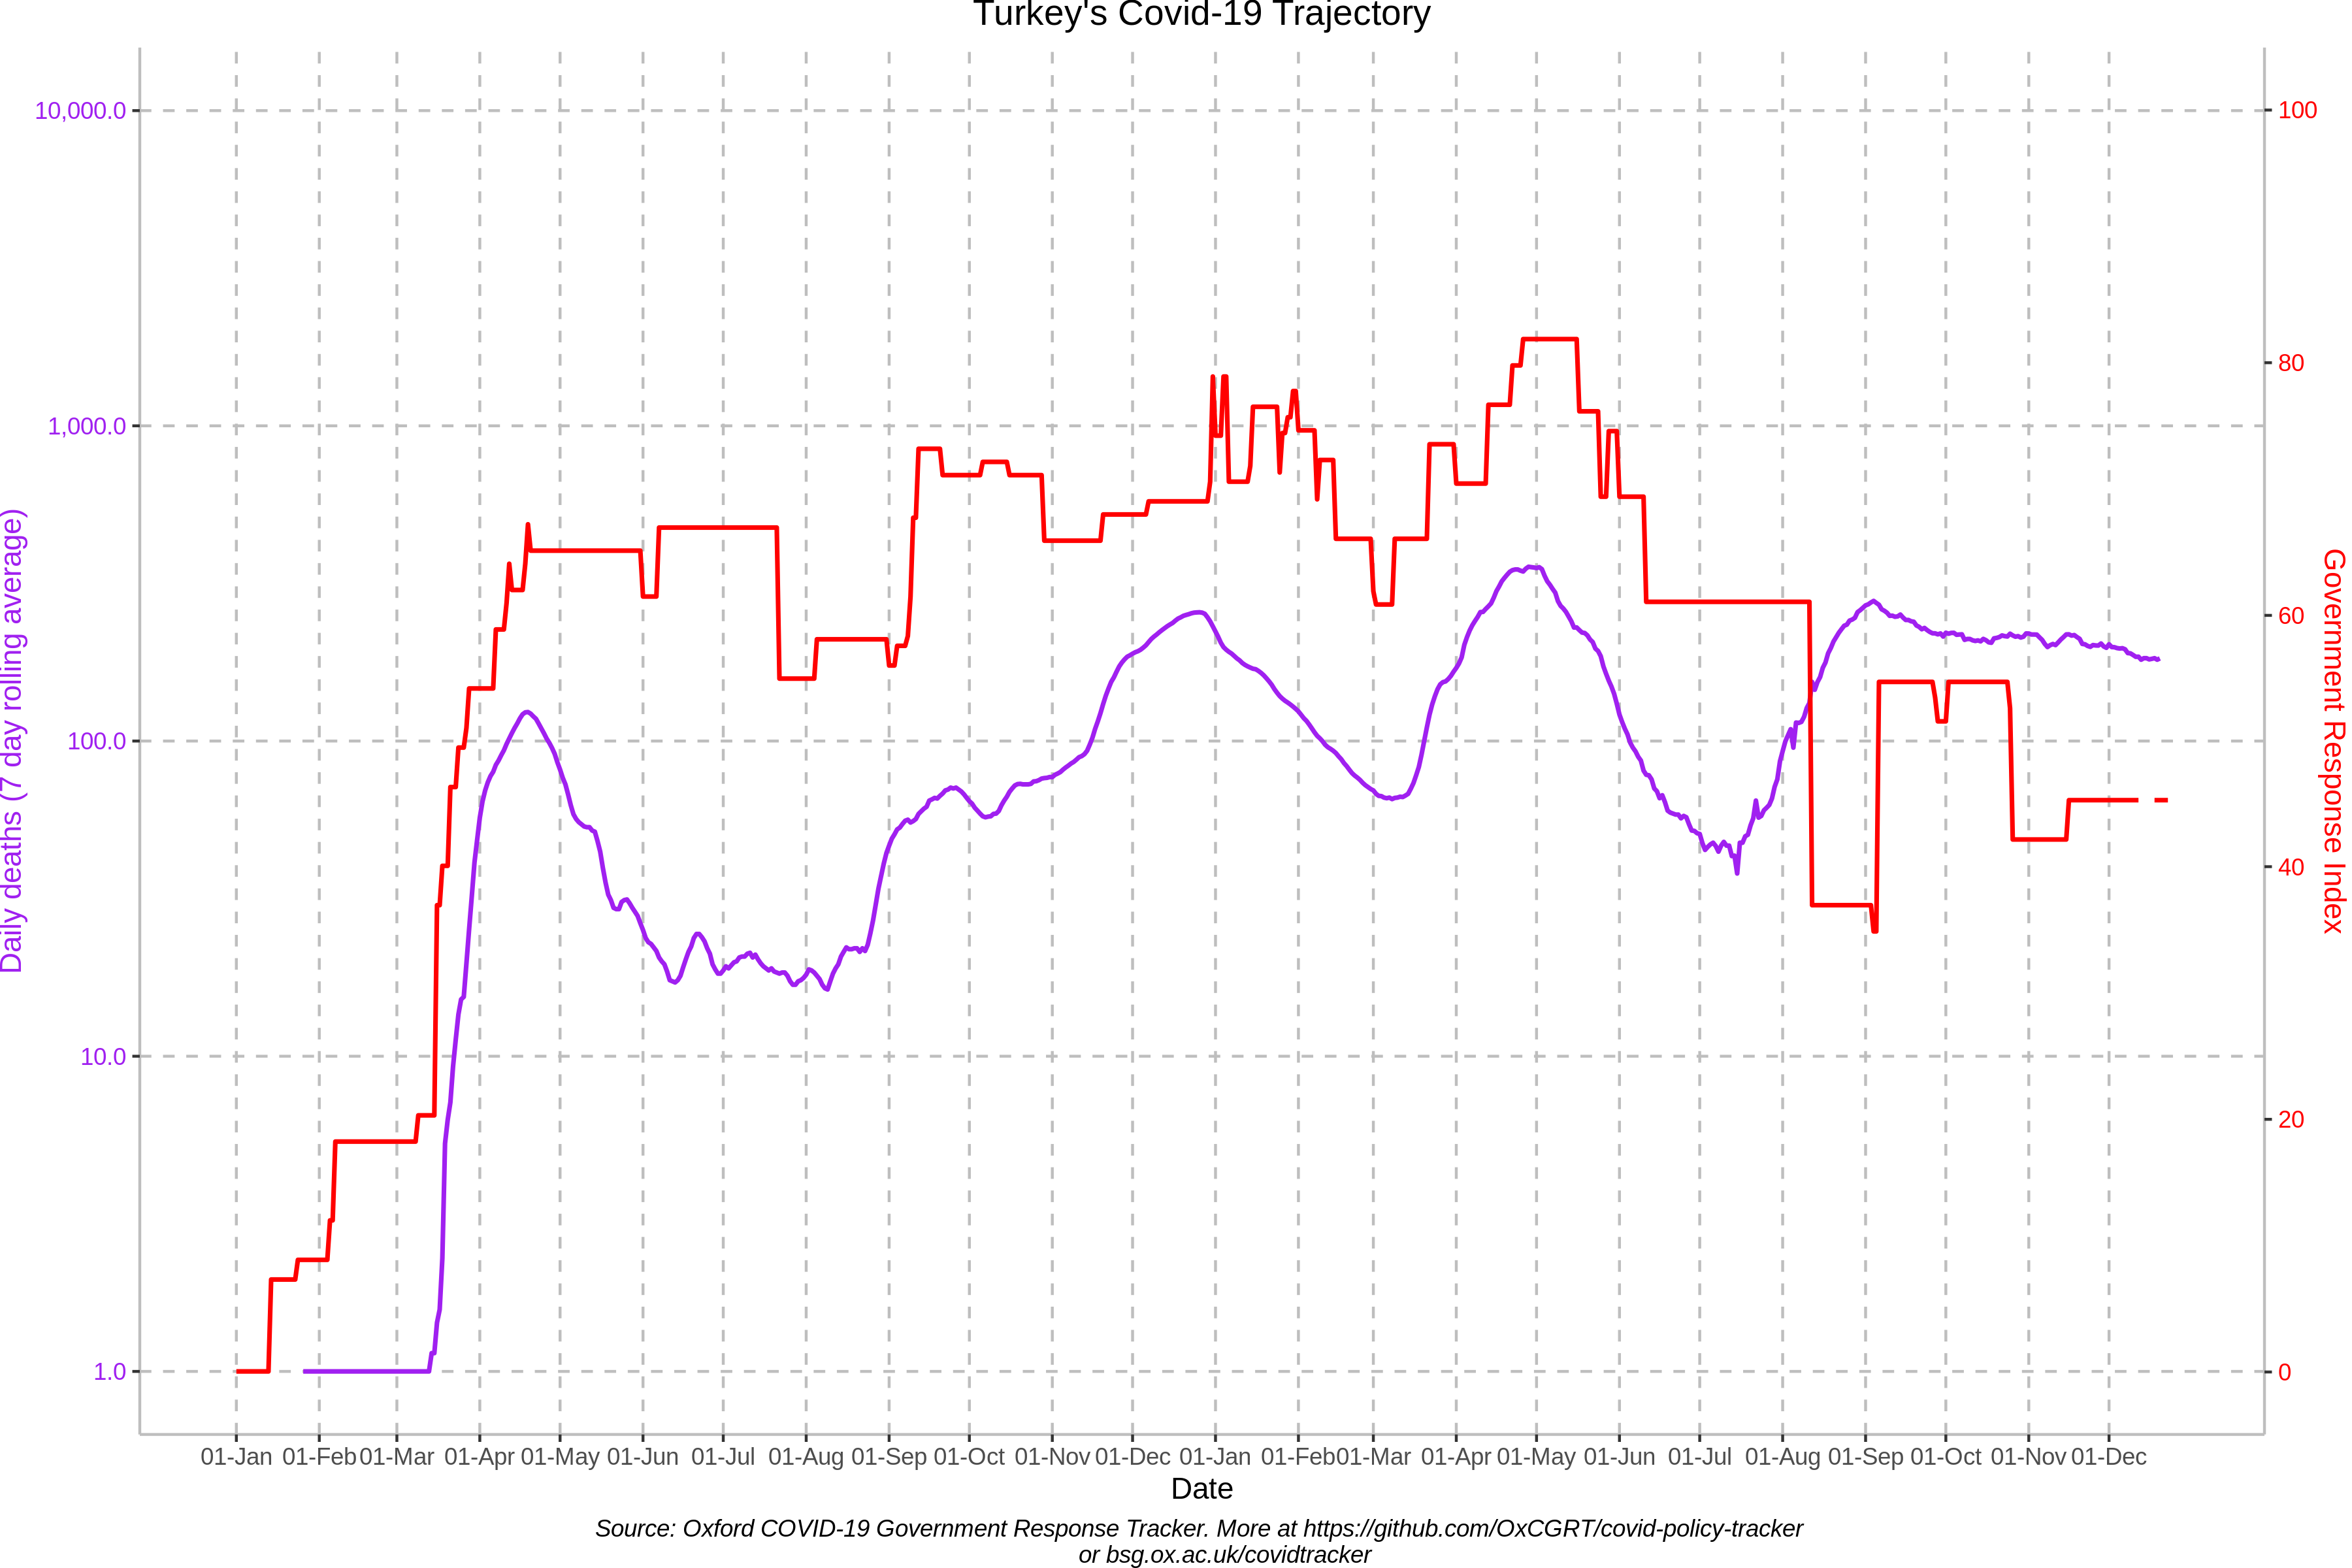 Turkey's Covid-19 Trajectory
10,000.0
1,000.0
100.0
10.0
1.0
Daily deaths (7 day rolling average)
100
80
60
40
20
0
Government Response Index
01-Jan 01-Feb 01-Mar 01-Apr 01-May 01-Jun 01-Jul 01-Aug 01-Sep 01-Oct 01-Nov 01-Dec 01-Jan 01-Feb 01-Mar 01-Apr 01-May 01-Jun 01-Jul 01-Aug 01-Sep 01-Oct 01-Nov 01-Dec
Date
Source: Oxford COVID-19 Government Response Tracker. More at https://github.com/OxCGRT/covid-policy-tracker
or bsg.ox.ac.uk/covidtracker